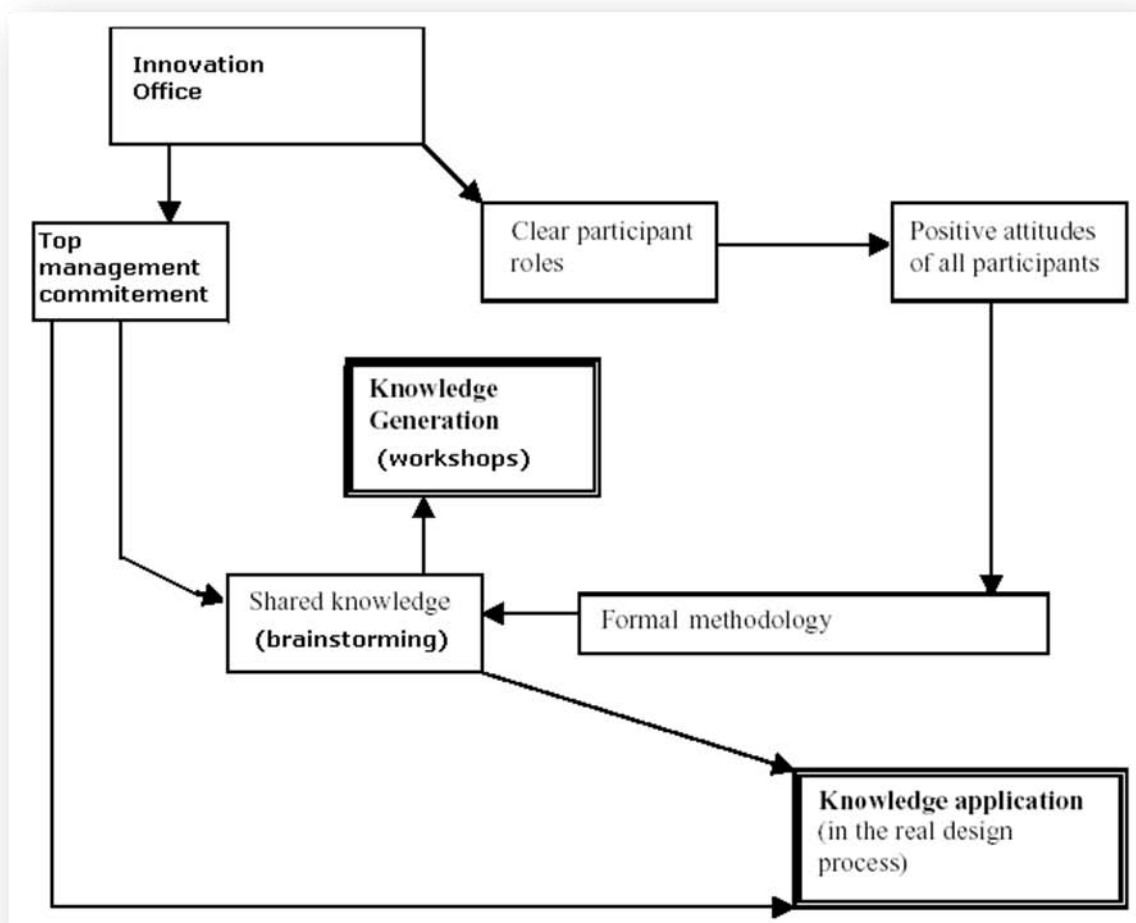 Innovation
Office
Clear participant
roles
Positive attitudes
of all participants
Top
management
commitement
Knowledge
Generation
(workshops)
Shared knowledge
(brainstorming)
Formal methodology
Knowledge application
(in the real design
process)